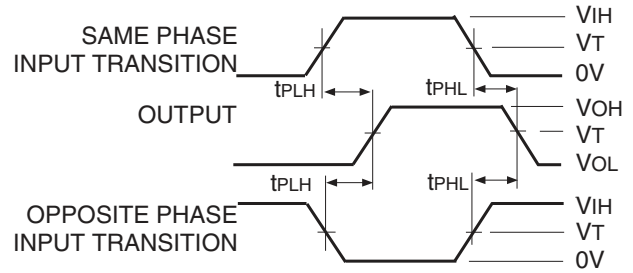 SAME PHASE
INPUT TRANSITION
VIH
VT
0V
tPLH
tPHL
OUTPUT
VOH
VT
VOL
tPLH
tPHL
OPPOSITE PHASE
INPUT TRANSITION
VIH
VT
0V